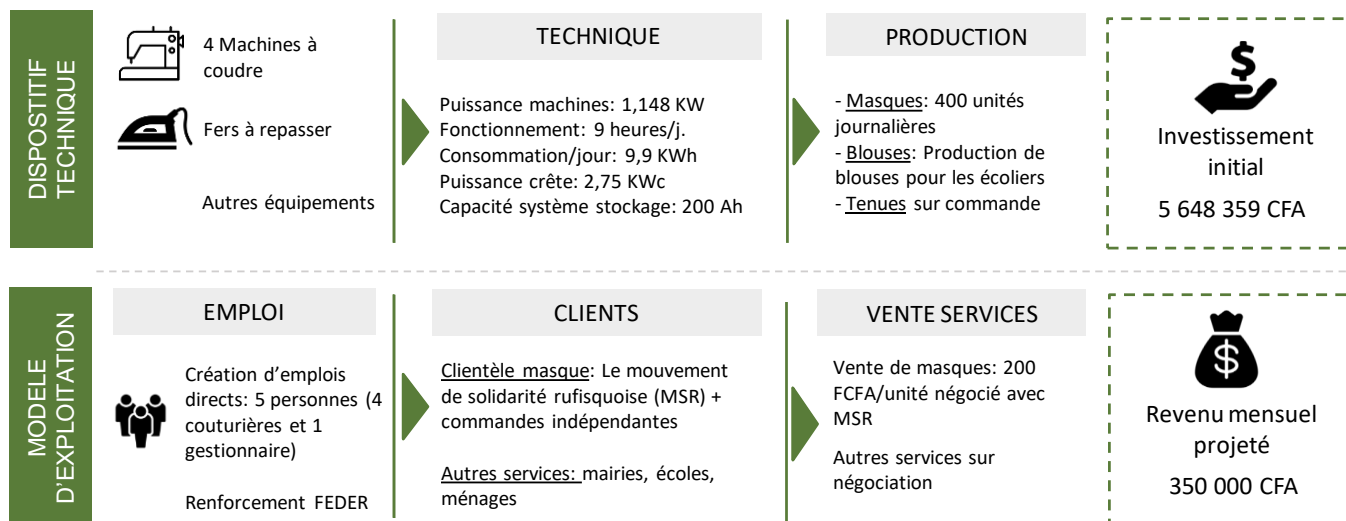 DISPOSTITIF
TECHNIQUE
4 Machines à
coudre
Fers à repasser
Autres équipements
TECHNIQUE
Puissance machines: 1,148 KW
Fonctionnement: 9 heures/j.
Consommation/jour: 9,9 KWh
Puissance crête: 2,75 KWc
Capacité système stockage: 200 Ah
PRODUCTION
- Masques: 400 unités
journalières
- Blouses: Production de
blouses pour les écoliers
- Tenues sur commande
$
Investissement
initial
5 648 359 CFA
MODELE
D'EXPLOITATION
EMPLOI
Création d’emplois
directs: 5 personnes (4
couturières et 1
gestionnaire)
Renforcement FEDER
CLIENTS
Clientèle masque: Le mouvement
de solidarité rufisquoise (MSR) +
commandes indépendantes
Autres services: mairies, écoles,
ménages
VENTE SERVICES
Vente de masques: 200
FCFA/unité négocié avec
MSR
Autres services sur
négociation
$
Revenu mensuel
projeté
350 000 CFA